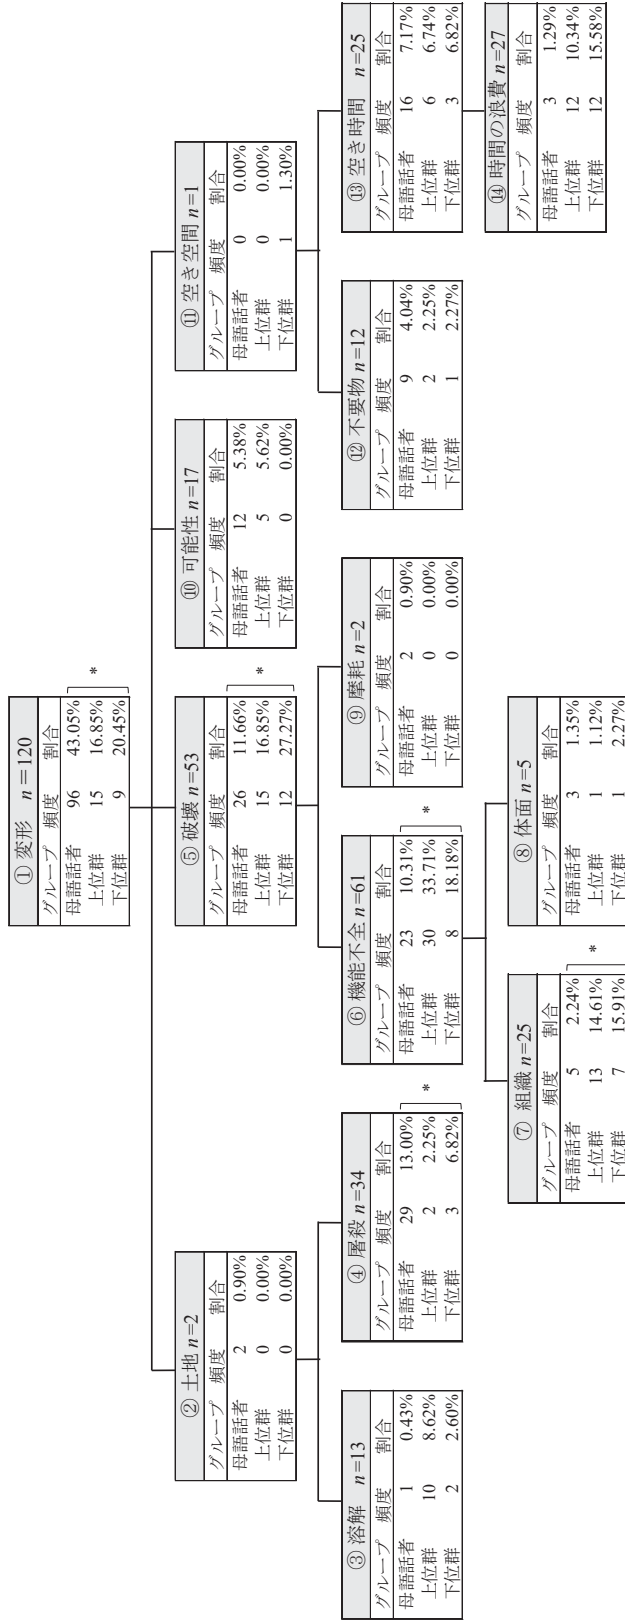 ① 変形 n=120
グループ 頻度 割合
母語話者 96 43.05%
上位群 15 16.85%
下位群 9 20.45%
*
② 土地 n=2
グループ 頻度 割合
母語話者 2 0.90%
上位群 0 0.00%
下位群 0 0.00%
③ 溶解 n=13
グループ 頻度 割合
母語話者 1 0.43%
上位群 10 8.62%
下位群 2 2.60%
④ 屠殺 n=34
グループ 頻度 割合
母語話者 29 13.00%
上位群 2 2.25%
下位群 3 6.82%
*
⑤ 破壊 n=53
グループ 頻度 割合
母語話者 26 11.66%
上位群 15 16.85%
下位群 12 27.27%
*
⑥ 機能不全 n=61
グループ 頻度 割合
母語話者 23 10.31%
上位群 30 33.71%
下位群 8 18.18%
*
⑦ 組織 n=25
グループ 頻度 割合
母語話者 5 2.24%
上位群 13 14.61%
下位群 7 15.91%
*
⑧ 体面 n=5
グループ 頻度 割合
母語話者 3 1.35%
上位群 1 1.12%
下位群 1 2.27%
⑨ 摩耗 n=2
グループ 頻度 割合
母語話者 2 0.90%
上位群 0 0.00%
下位群 0 0.00%
⑩ 可能性 n=17
グループ 頻度 割合
母語話者 12 5.38%
上位群 5 5.62%
下位群 0 0.00%
⑪ 空き空間 n=1
グループ 頻度 割合
母語話者 0 0.00%
上位群 0 0.00%
下位群 1 1.30%
⑫ 不要物 n=12
グループ 頻度 割合
母語話者 9 4.04%
上位群 2 2.25%
下位群 1 2.27%
⑬ 空き時間 n=25
グループ 頻度 割合
母語話者 16 7.17%
上位群 6 6.74%
下位群 3 6.82%
⑭ 時間の浪費 n=27
グループ 頻度 割合
母語話者 3 1.29%
上位群 12 10.34%
下位群 12 15.58%